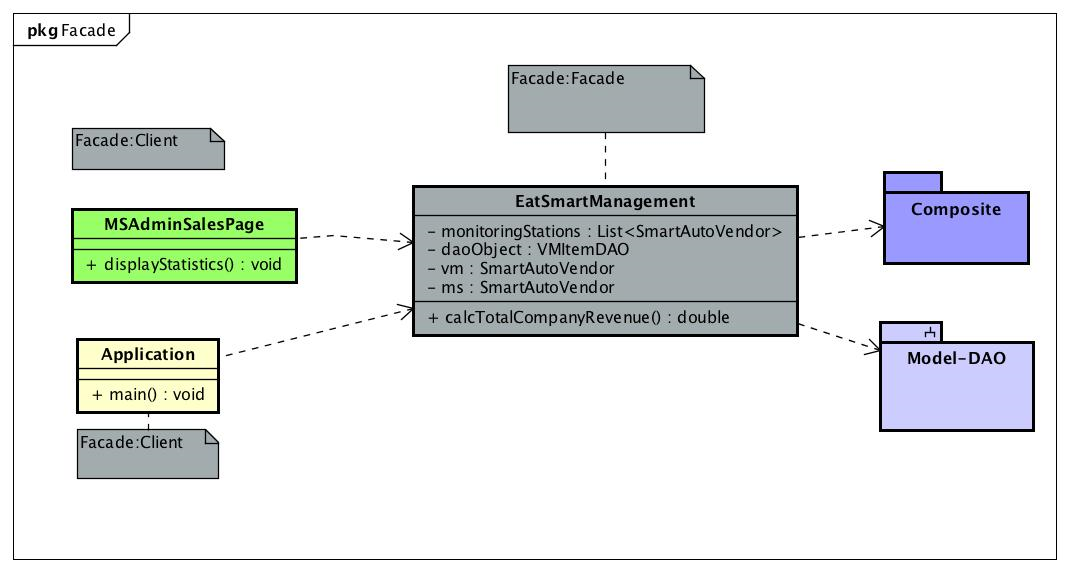 pkg Facade
Facade:Facade
Facade:Client
EatSmartManagement
- monitoringStations : List<SmartAutoVendor>
- daoObject : VMItemDAO
- vm : SmartAutoVendor
- ms : SmartAutoVendor
+ calcTotalCompanyRevenue() : double
MSAdminSalesPage
+ displayStatistics() : void
Composite
Application
+ main() : void
Model-DAO
Facade:Client